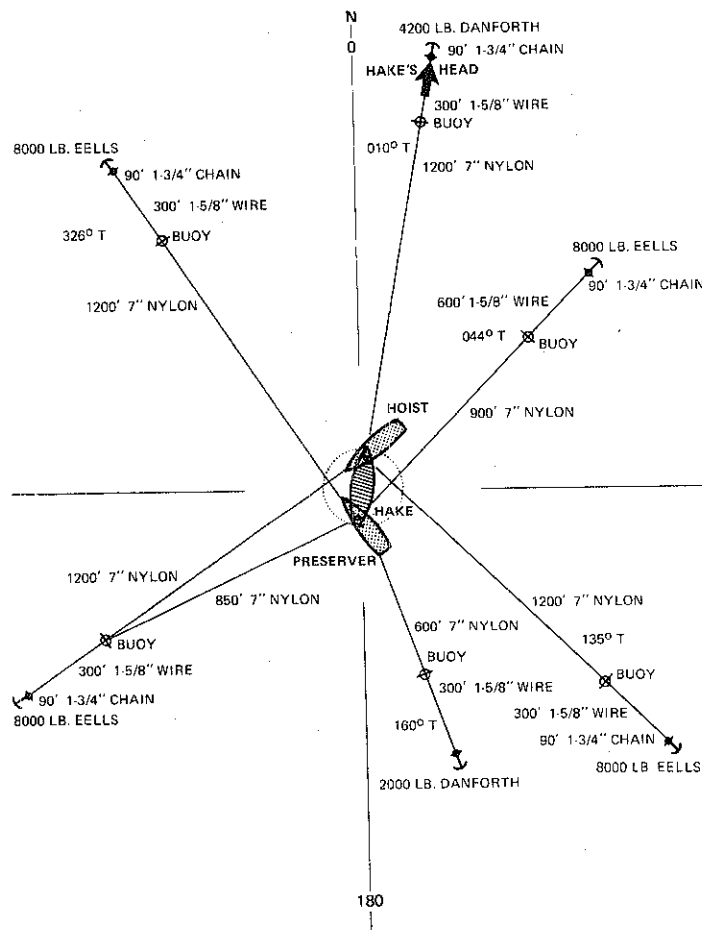 N
0
4200 LB. DANFORTH
90' 1-3/4" CHAIN
HAKE'S HEAD
300' 1-5/8" WIRE
BUOY
010° T
1200' 7" NYLON
8000 LB. EELLS
90' 1-3/4" CHAIN
300' 1-5/8" WIRE
326° T
BUOY
1200' 7" NYLON
8000 LB. EELLS
90' 1-3/4" CHAIN
600' 1-5/8" WIRE
044° T
BUOY
900' 7" NYLON
HOIST
HAKE
PRESERVER
1200' 7" NYLON
850' 7" NYLON
BUOY
300' 1-5/8" WIRE
90' 1-3/4" CHAIN
8000 LB. EELLS
600' 7" NYLON
BUOY
300' 1-5/8" WIRE
160° T
2000 LB. DANFORTH
1200' 7" NYLON
135° T
BUOY
300' 1-5/8" WIRE
90' 1-3/4" CHAIN
8000 LB. EELLS
180